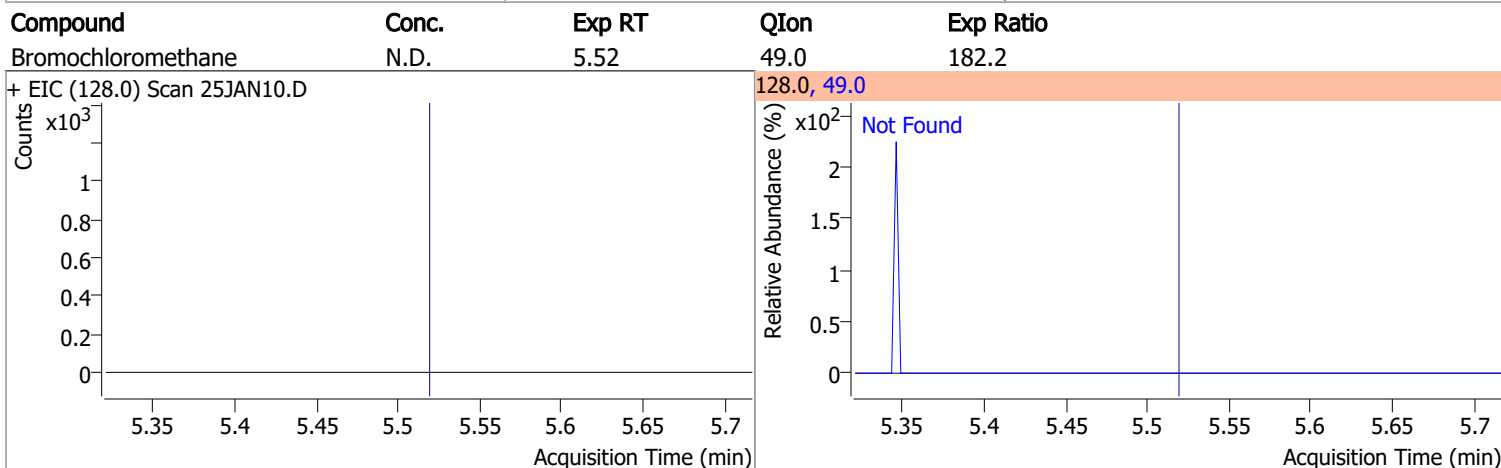 Compound Conc. Exp RT QIon Exp Ratio
Bromochloromethane N.D. 5.52 49.0 182.2
+ EIC (128.0) Scan 25JAN10.D
Counts
x10³
1
0.8
0.6
0.4
0.2
0
5.35 5.4 5.45 5.5 5.55 5.6 5.65 5.7
Acquisition Time (min)
128.0, 49.0
Relative Abundance (%)
x10²
Not Found
2
1.5
1
0.5
0
5.35 5.4 5.45 5.5 5.55 5.6 5.65 5.7
Acquisition Time (min)